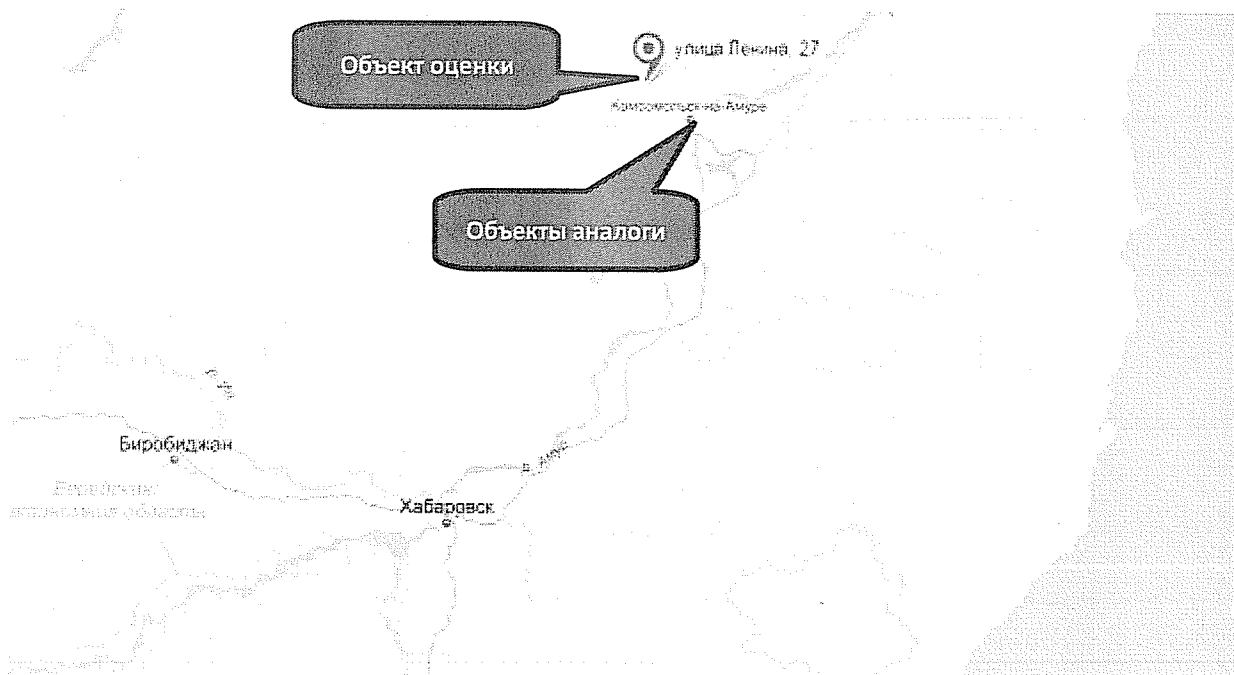 Объект оценки
улица Ленина, 27
Комсомольск-на-Амуре
Объекты аналоги
Биробиджан
р. Амур
Хабаровск